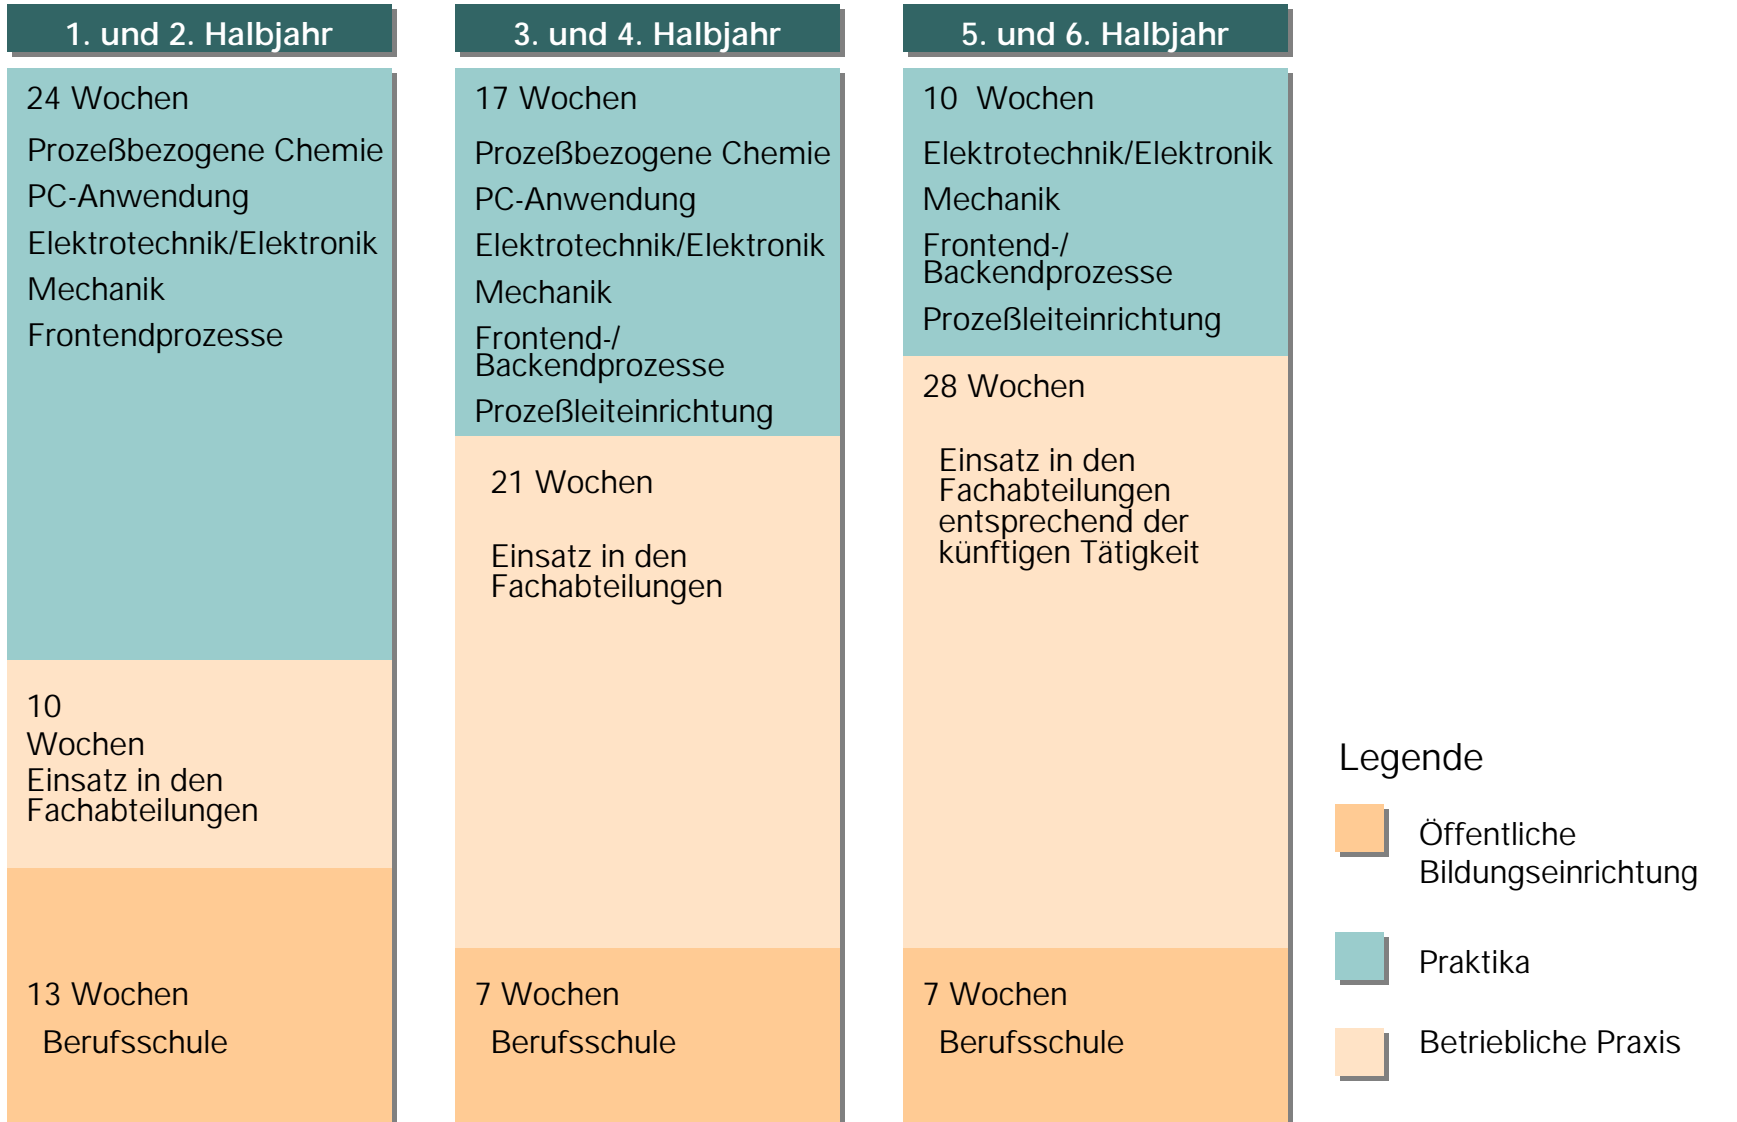 1. und 2. Halbjahr
24 Wochen
Prozeßbezogene Chemie
PC-Anwendung
Elektrotechnik/Elektronik
Mechanik
Frontendprozesse
10
Wochen
Einsatz in den
Fachabteilungen
13 Wochen
Berufsschule
3. und 4. Halbjahr
17 Wochen
Prozeßbezogene Chemie
PC-Anwendung
Elektrotechnik/Elektronik
Mechanik
Frontend-/
Backendprozesse
Prozeßleiteinrichtung
21 Wochen
Einsatz in den
Fachabteilungen
7 Wochen
Berufsschule
5. und 6. Halbjahr
10 Wochen
Elektrotechnik/Elektronik
Mechanik
Frontend-/
Backendprozesse
Prozeßleiteinrichtung
28 Wochen
Einsatz in den
Fachabteilungen
entsprechend der
künftigen Tätigkeit
7 Wochen
Berufsschule
Legende
Öffentliche
Bildungseinrichtung
Praktika
Betriebliche Praxis